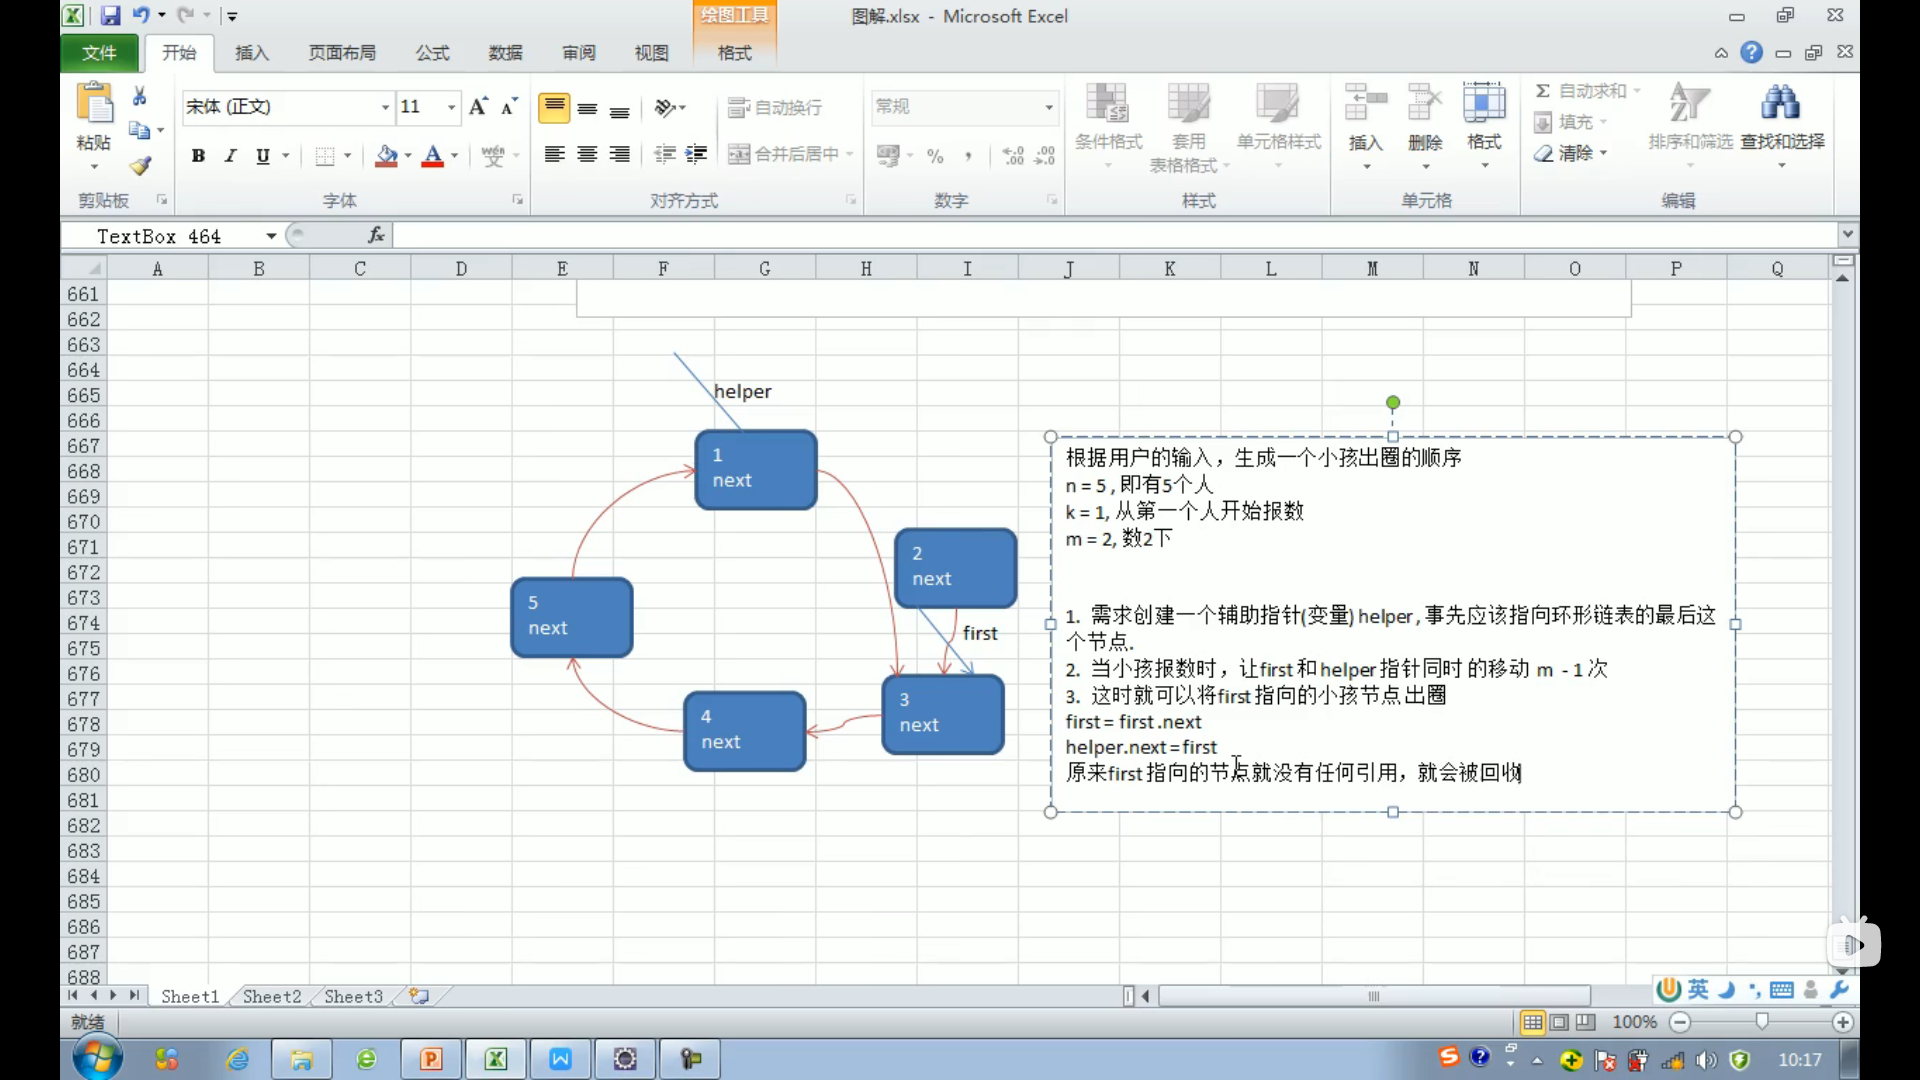 图解.xlsx - Microsoft Excel
绘图工具
文件 开始 插入 页面布局 公式 数据 审阅 视图 格式
宋体 (正文) 11
自动换行
常规
粘贴
B I U
wén
合并后居中
% ,
条件格式 套用 表格格式 单元格样式
插入 删除 格式
Σ 自动求和
填充
清除
排序和筛选 查找和选择
剪贴板 字体 对齐方式 数字 样式 单元格 编辑
TextBox 464 fx
A B C D E F G H I J K L M N O P Q
661
662
663
664
665
666
667
668
669
670
671
672
673
674
675
676
677
678
679
680
681
682
683
684
685
686
687
688
helper
1
next
2
next
first
3
next
4
next
5
next
根据用户的输入，生成一个小孩出圈的顺序
n = 5 , 即有5个人
k = 1, 从第一个人开始报数
m = 2, 数2下
1. 需求创建一个辅助指针(变量) helper , 事先应该指向环形链表的最后这
个节点.
2. 当小孩报数时，让first 和 helper 指针同时 的移动 m - 1 次
3. 这时就可以将first 指向的小孩节点 出圈
first = first .next
helper.next = first
原来first 指向的节点就没有任何引用，就会被回收
Sheet1 Sheet2 Sheet3
英
就绪
100%
10:17